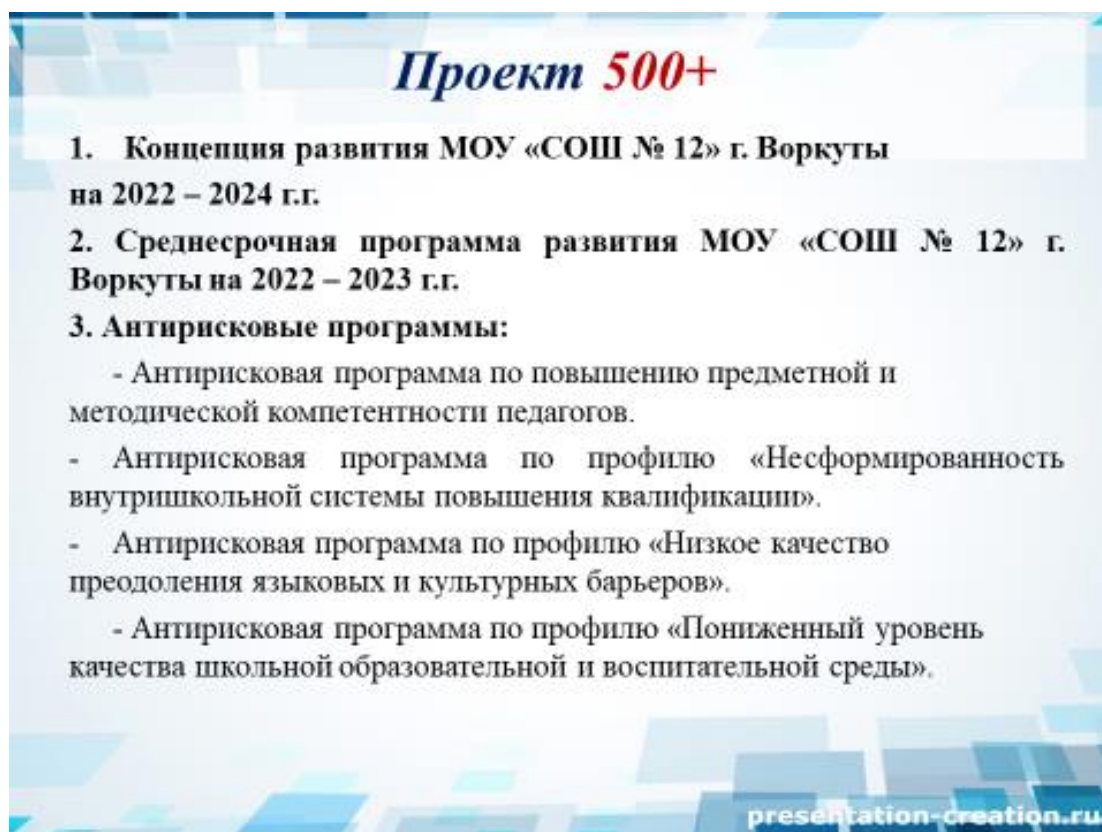 Проект 500+
1. Концепция развития МОУ «СОШ № 12» г. Воркуты
на 2022 – 2024 г.г.
2. Среднесрочная программа развития МОУ «СОШ № 12» г.
Воркуты на 2022 – 2023 г.г.
3. Антирисковые программы:
- Антирисковая программа по повышению предметной и
методической компетентности педагогов.
- Антирисковая программа по профилю «Несформированность
внутришкольной системы повышения квалификации».
- Антирисковая программа по профилю «Низкое качество
преодоления языковых и культурных барьеров».
- Антирисковая программа по профилю «Пониженный уровень
качества школьной образовательной и воспитательной среды».
presentation-creation.ru